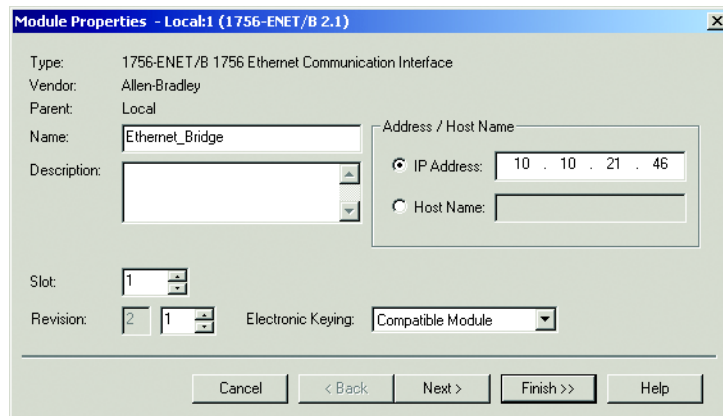 Module Properties - Local:1 (1756-ENET/B 2.1)
Type: 1756-ENET/B 1756 Ethernet Communication Interface
Vendor: Allen-Bradley
Parent: Local
Name: Ethernet_Bridge
Address / Host Name
IP Address: 10 . 10 . 21 . 46
Description:
Host Name:
Slot: 1
Revision: 2 1 Electronic Keying: Compatible Module
Cancel < Back Next > Finish >> Help